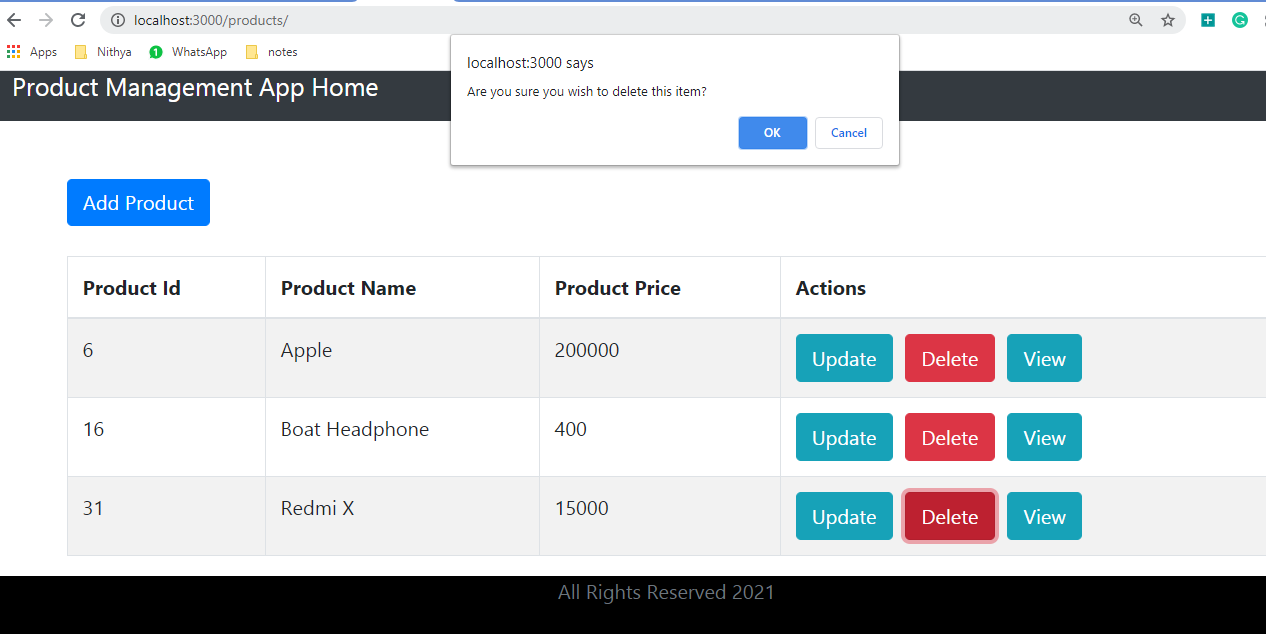 localhost:3000/products/
Apps Nithya 1 WhatsApp notes
localhost:3000 says
Are you sure you wish to delete this item?
OK Cancel
Product Management App Home
Add Product
Product Id Product Name Product Price Actions
6 Apple 200000 Update Delete View
16 Boat Headphone 400 Update Delete View
31 Redmi X 15000 Update Delete View
All Rights Reserved 2021